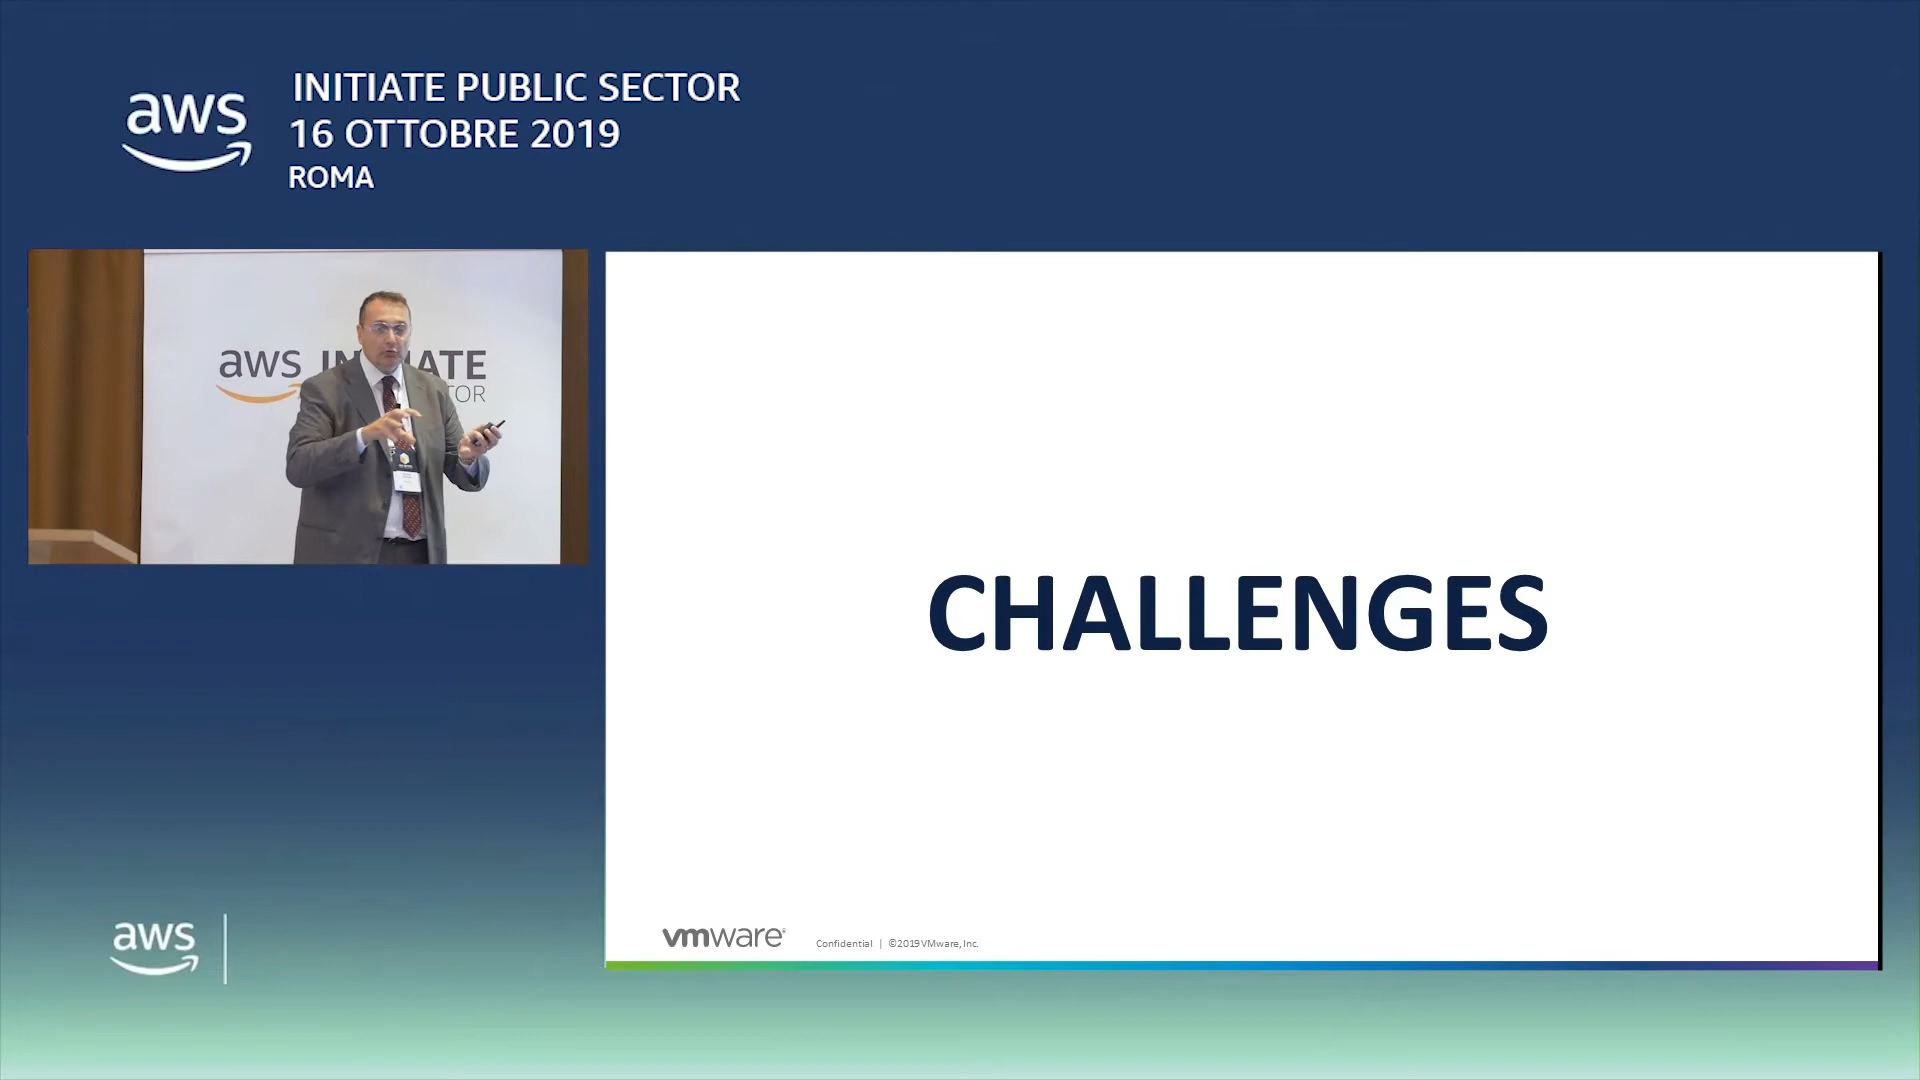 aws
INITIATE PUBLIC SECTOR
16 OTTOBRE 2019
ROMA
aws
CHALLENGES
vmware
Confidential | ©2019 VMware, Inc.
aws